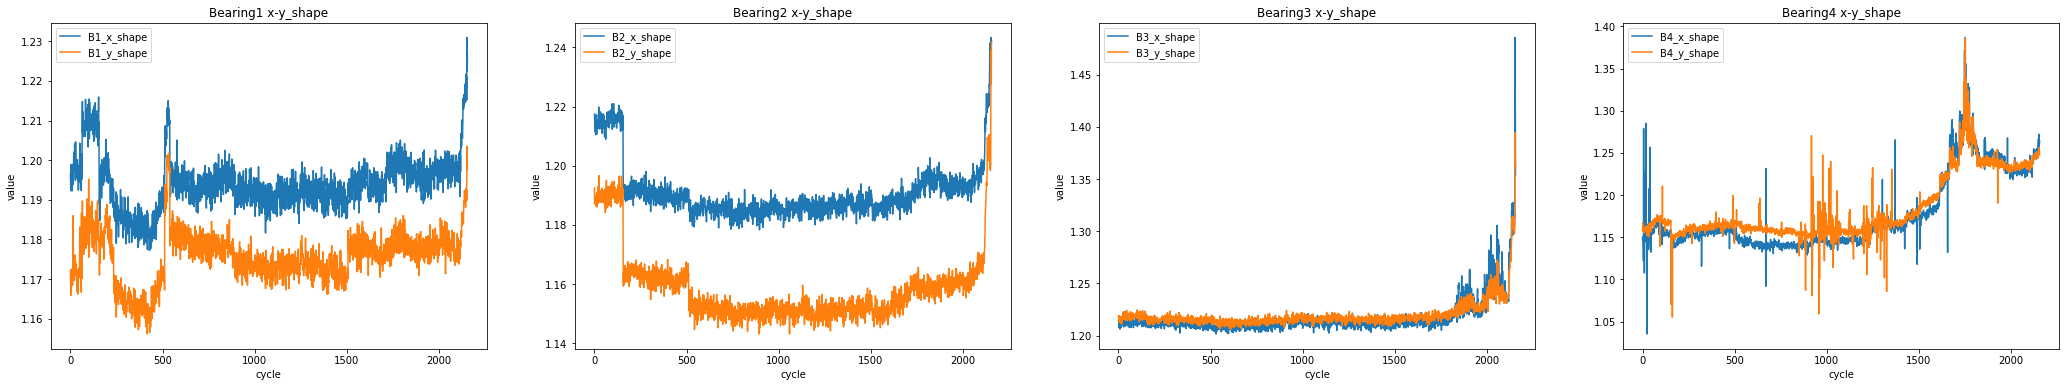 Bearing1 x-y_shape
B1_x_shape
B1_y_shape
value
1.23
1.22
1.21
1.20
1.19
1.18
1.17
1.16
0
500
1000
1500
2000
cycle
Bearing2 x-y_shape
B2_x_shape
B2_y_shape
value
1.24
1.22
1.20
1.18
1.16
1.14
0
500
1000
1500
2000
cycle
Bearing3 x-y_shape
B3_x_shape
B3_y_shape
value
1.45
1.40
1.35
1.30
1.25
1.20
0
500
1000
1500
2000
cycle
Bearing4 x-y_shape
B4_x_shape
B4_y_shape
value
1.40
1.35
1.30
1.25
1.20
1.15
1.10
1.05
0
500
1000
1500
2000
cycle